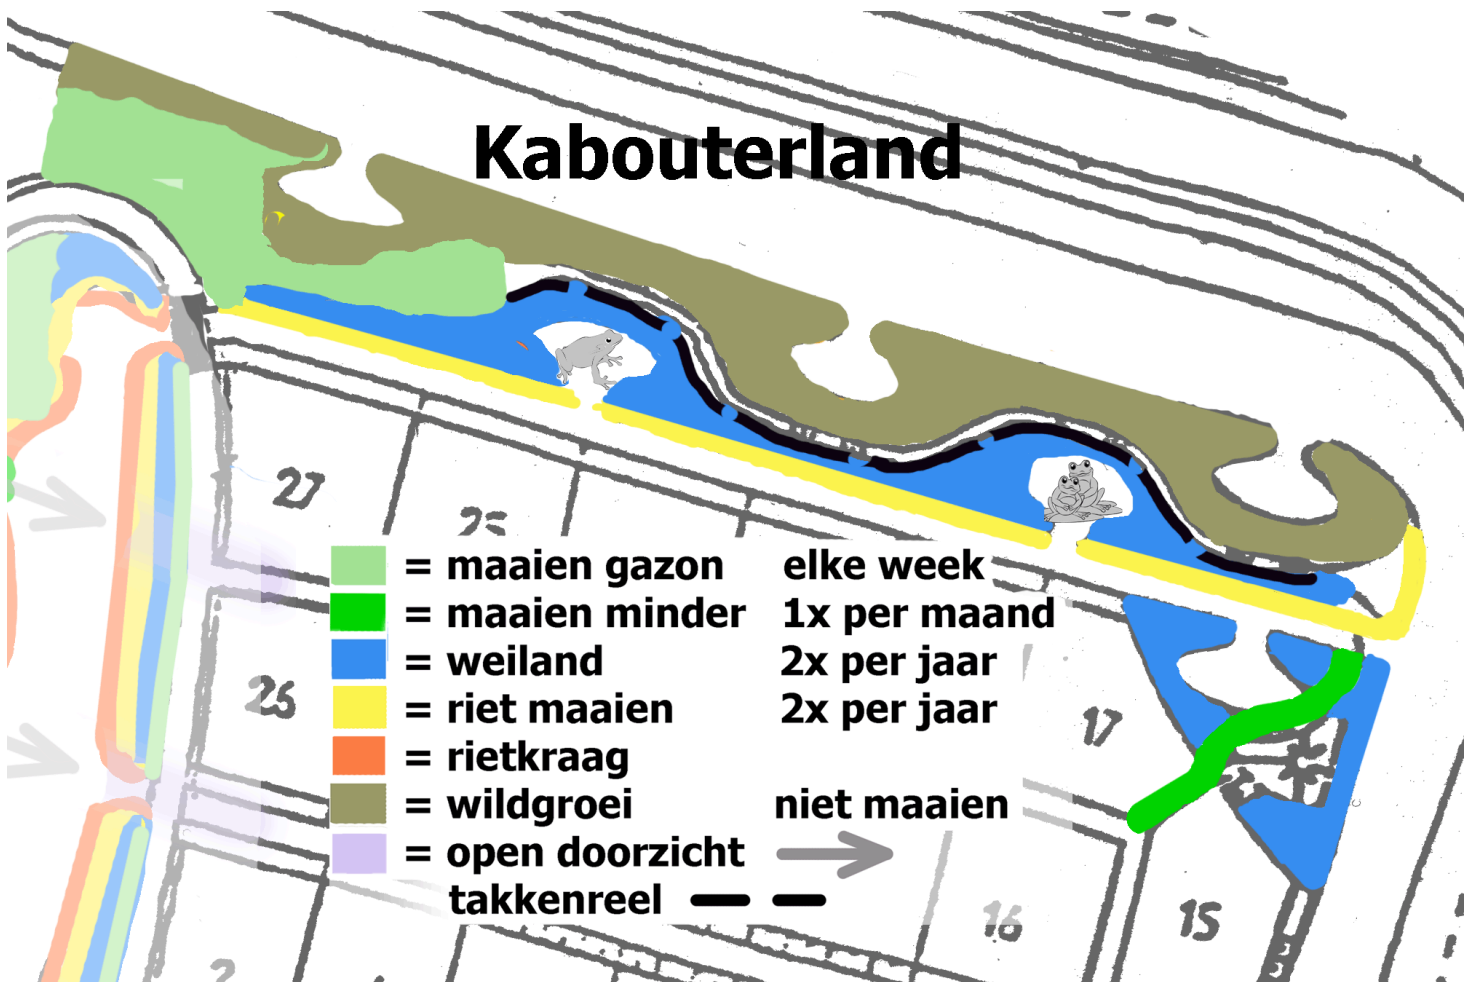 Kabouterland
27
25
= maaien gazon elke week
= maaien minder 1x per maand
= weiland 2x per jaar
= riet maaien 2x per jaar
= rietkraag
= wildgroei niet maaien
= open doorzicht
takkenreel
26
17
16
15
2